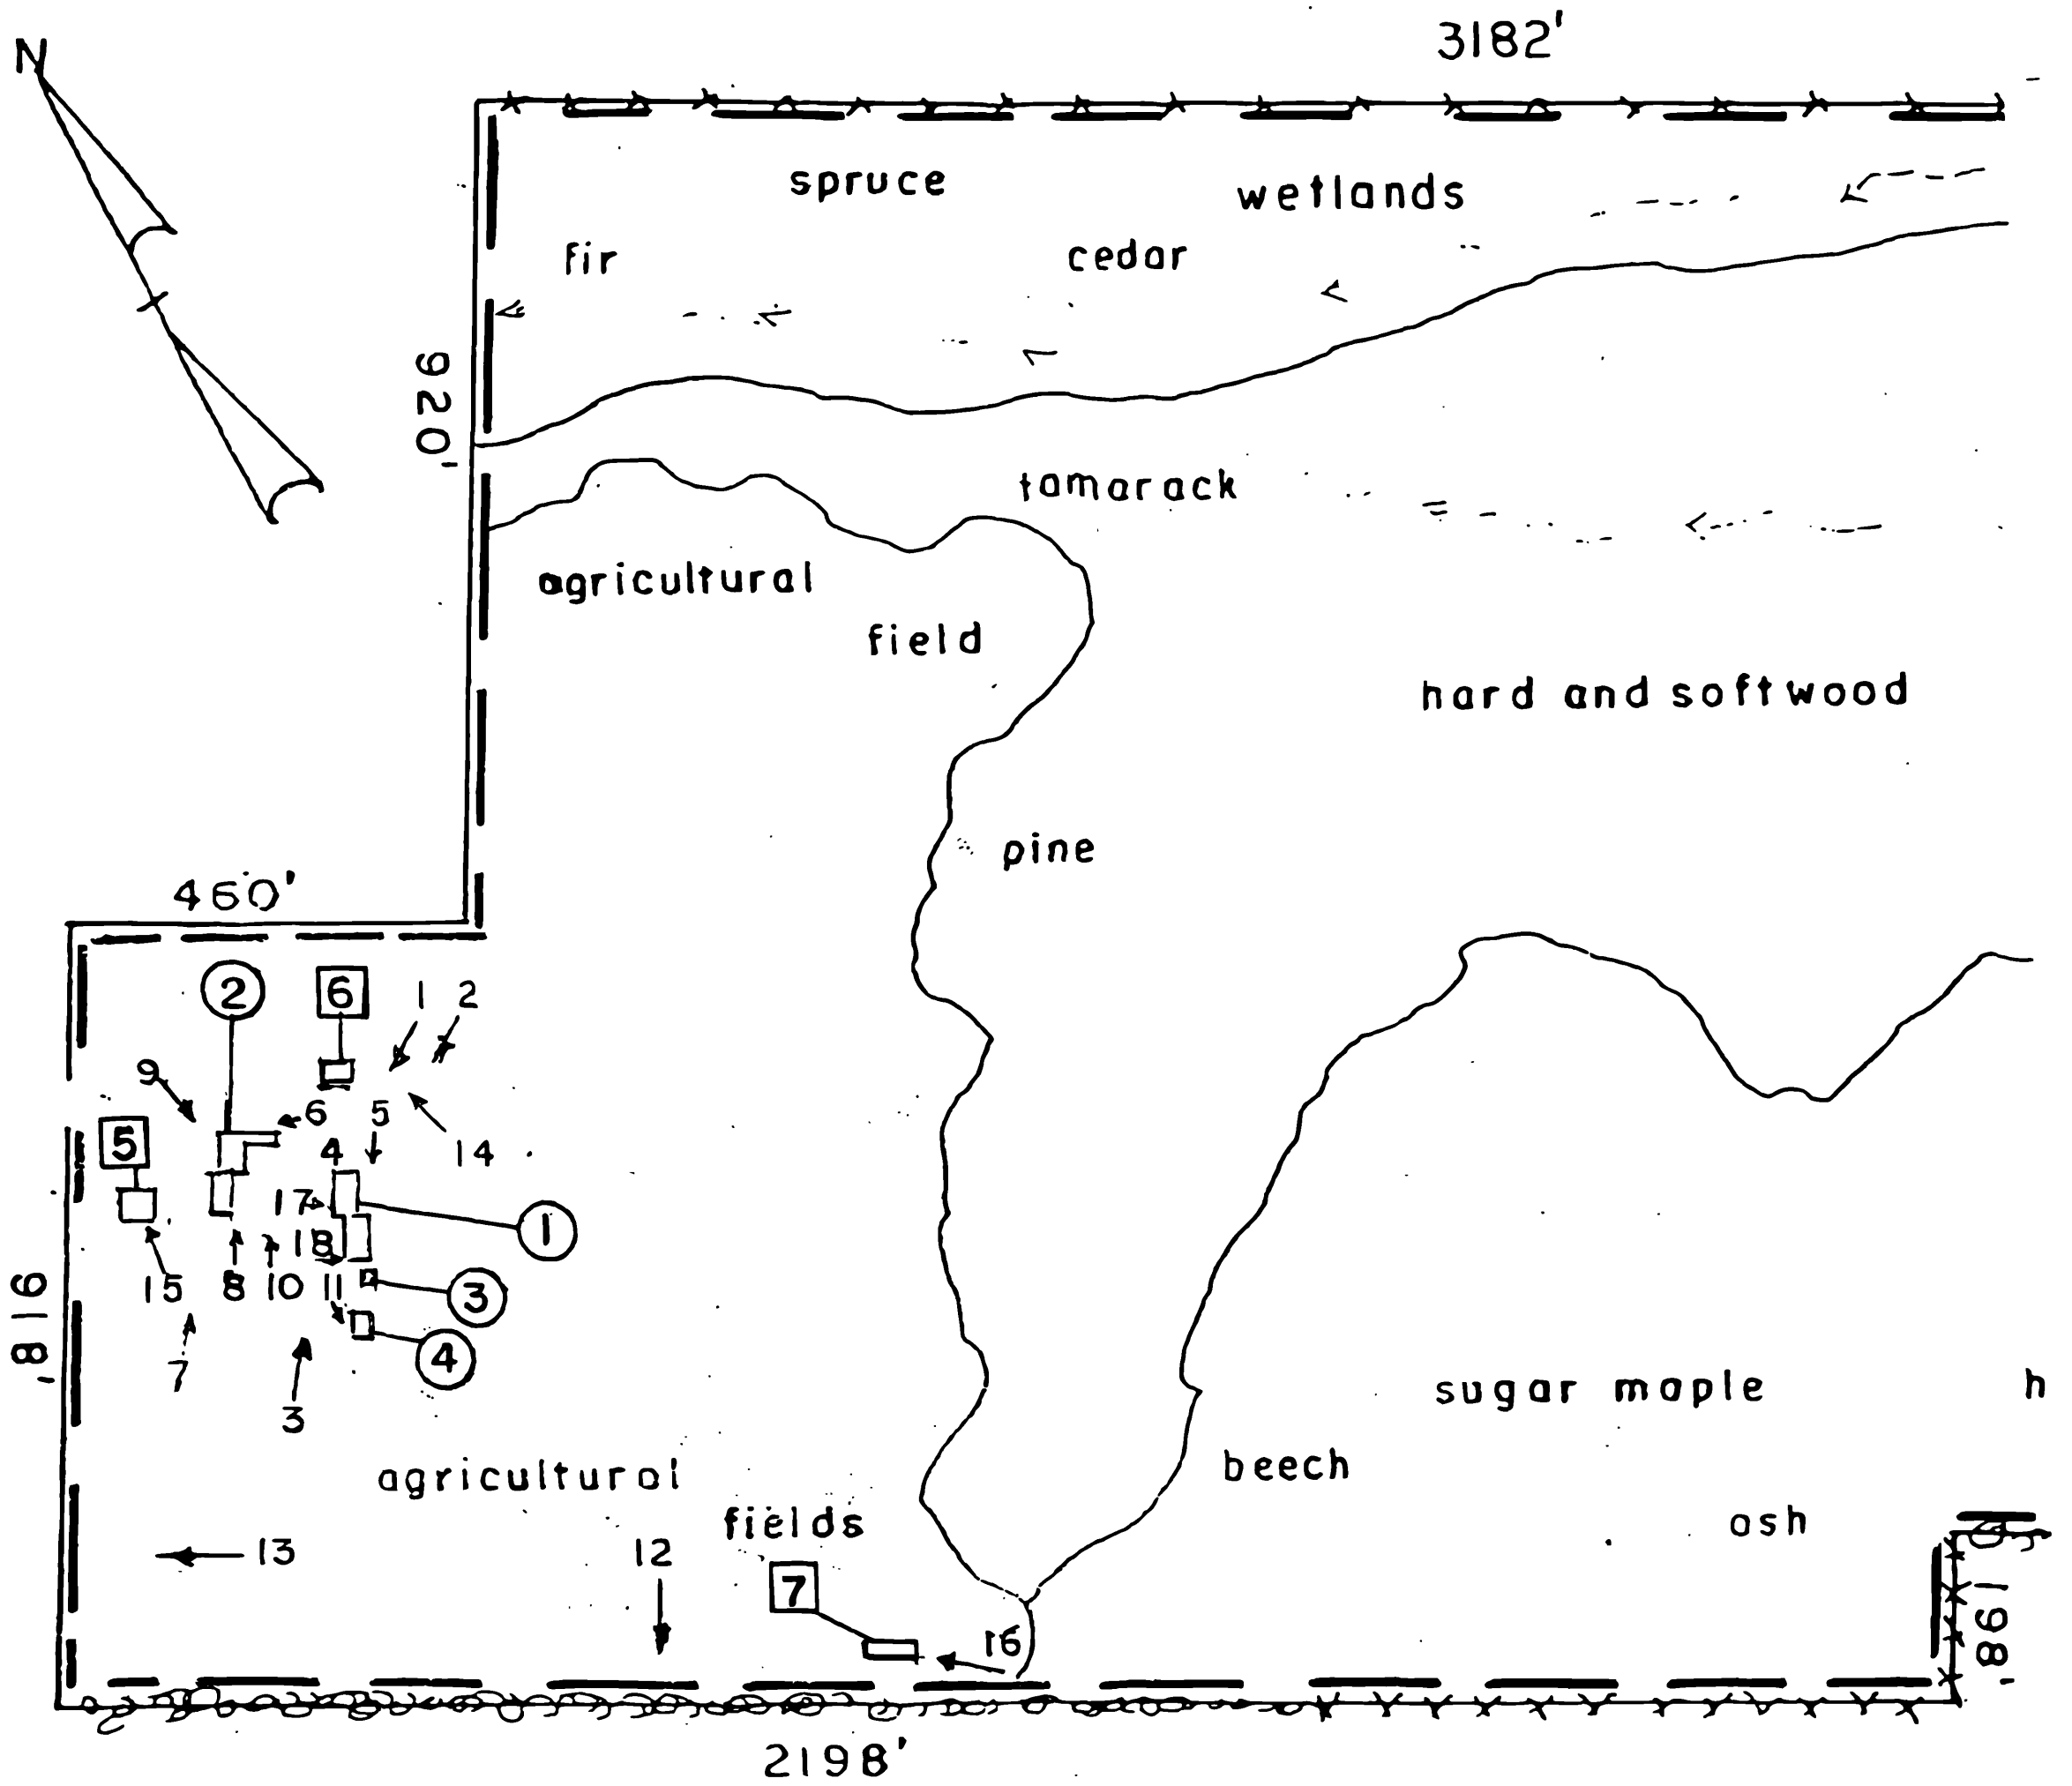 N
3182'
spruce
wetlands
fir
cedar
920'
tamarack
agricultural
field
hard and softwood
pine
460'
2
6
1
2
9
6
5
5
4
14
17
1
18
15
8
10
11
3
918'
7
4
3
sugar maple
h
agricultural
beech
fields
ash
13
12
7
16
198'
2198'